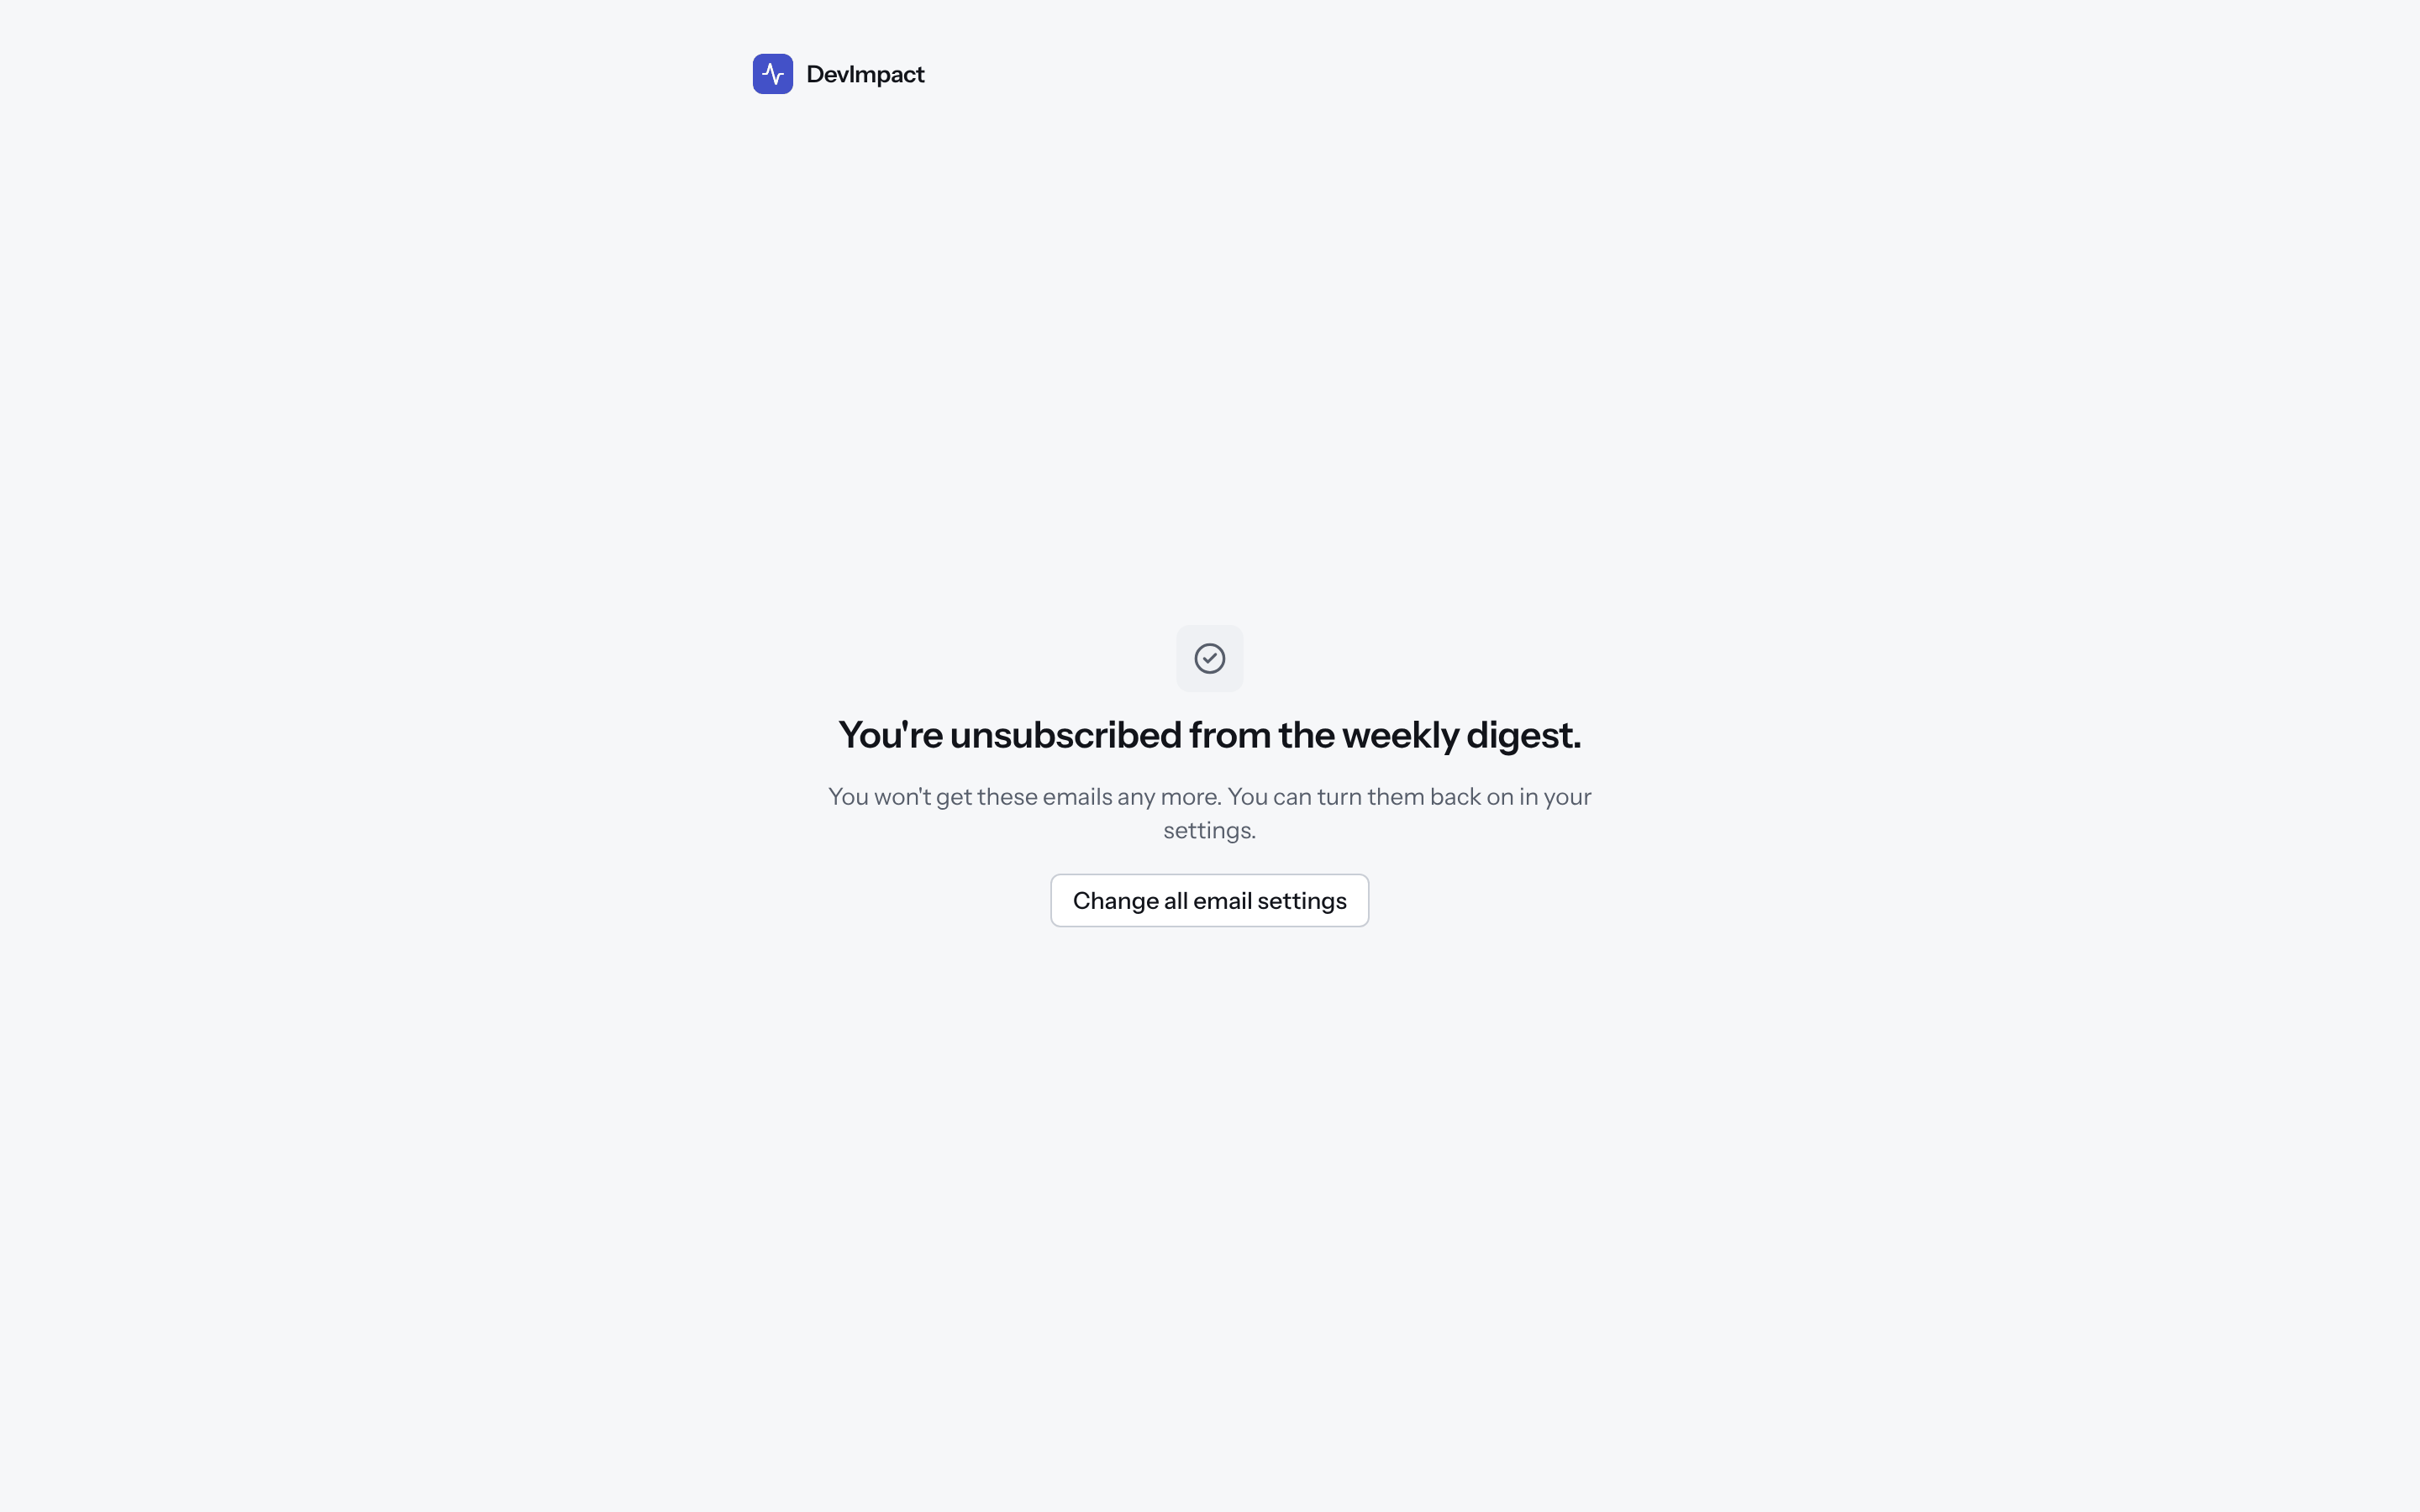 DevImpact
You're unsubscribed from the weekly digest.
You won't get these emails any more. You can turn them back on in your
settings.
Change all email settings